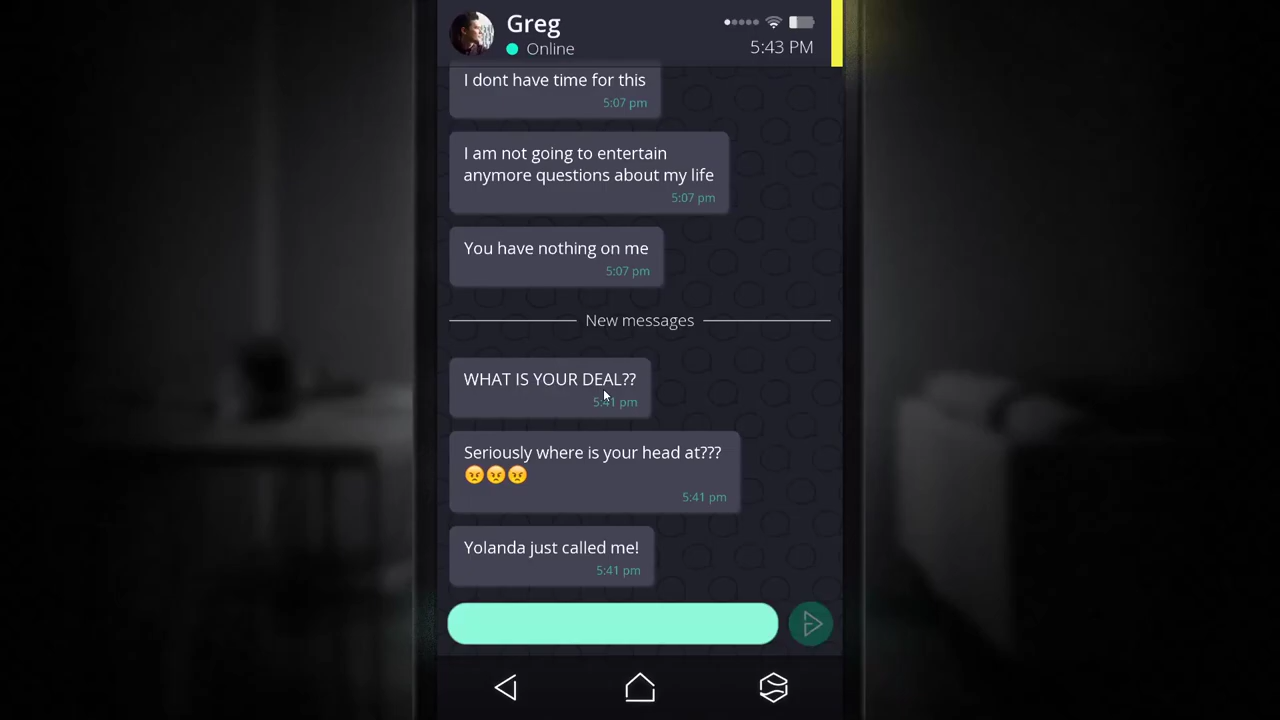 Greg
Online
5:43 PM
I dont have time for this
5:07 pm
I am not going to entertain
anymore questions about my life
5:07 pm
You have nothing on me
5:07 pm
New messages
WHAT IS YOUR DEAL??
5:41 pm
Seriously where is your head at???
😠😠😠
5:41 pm
Yolanda just called me!
5:41 pm